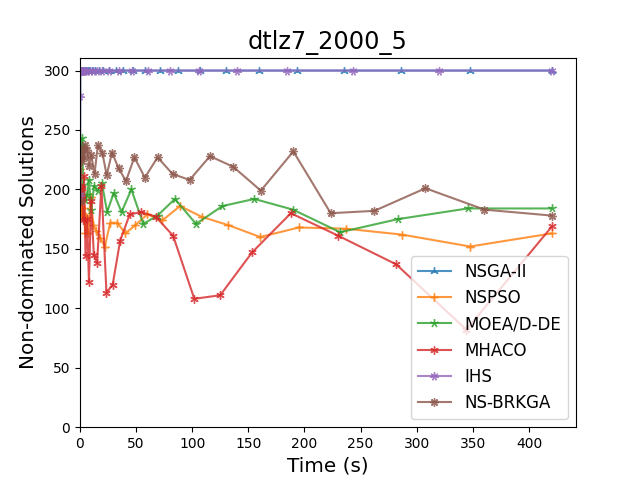 dtlz7_2000_5
Non-dominated Solutions
300
250
200
150
100
50
0
0 50 100 150 200 250 300 350 400
Time (s)
NSGA-II
NSPSO
MOEA/D-DE
MHACO
IHS
NS-BRKGA